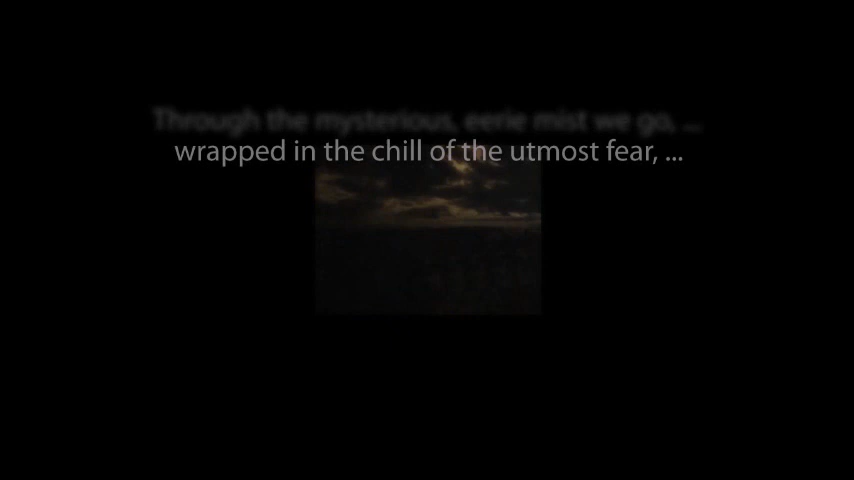 Through the mysterious, eerie mist we go, ...
wrapped in the chill of the utmost fear, ...